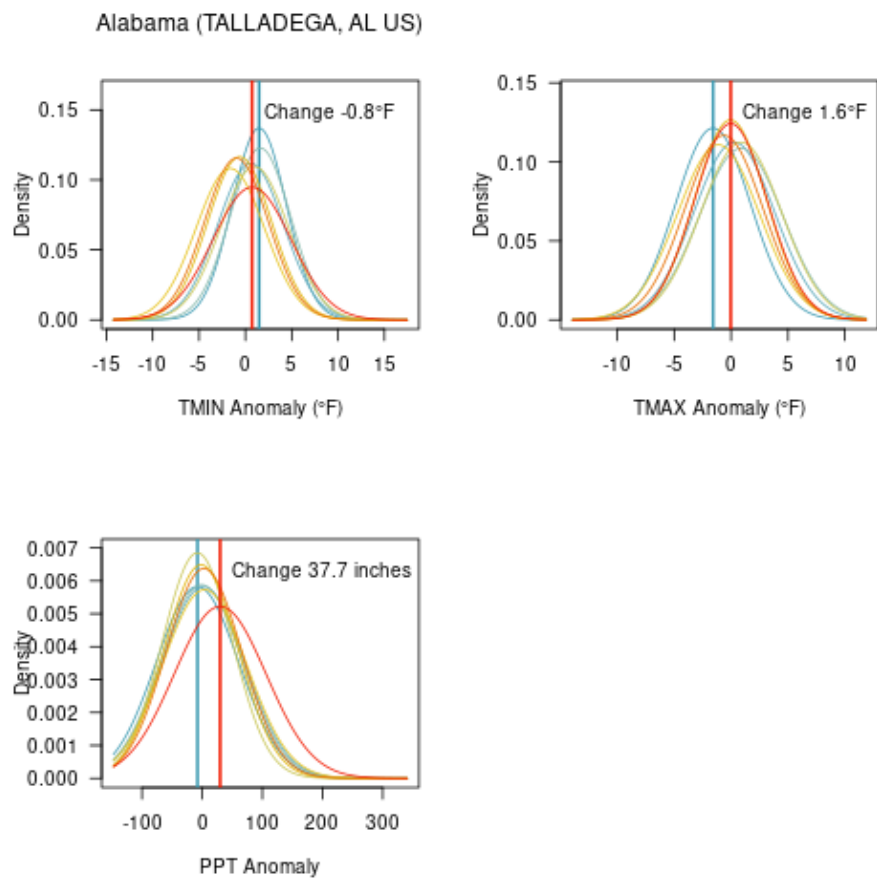 Alabama (TALLADEGA, AL US)
Change -0.8°F
0.15
0.10
0.05
0.00
Density
-15 -10 -5 0 5 10 15
TMIN Anomaly (°F)
Change 1.6°F
0.15
0.10
0.05
0.00
Density
-10 -5 0 5 10
TMAX Anomaly (°F)
Change 37.7 inches
0.007
0.006
0.005
0.004
0.003
0.002
0.001
0.000
Density
-100 0 100 200 300
PPT Anomaly